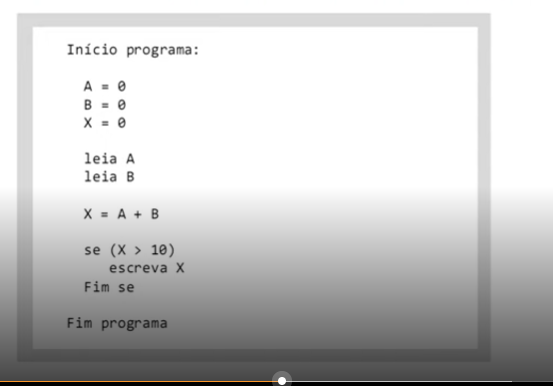 Início programa:
A = 0
B = 0
X = 0
leia A
leia B
X = A + B
se (X > 10)
escreva X
Fim se
Fim programa